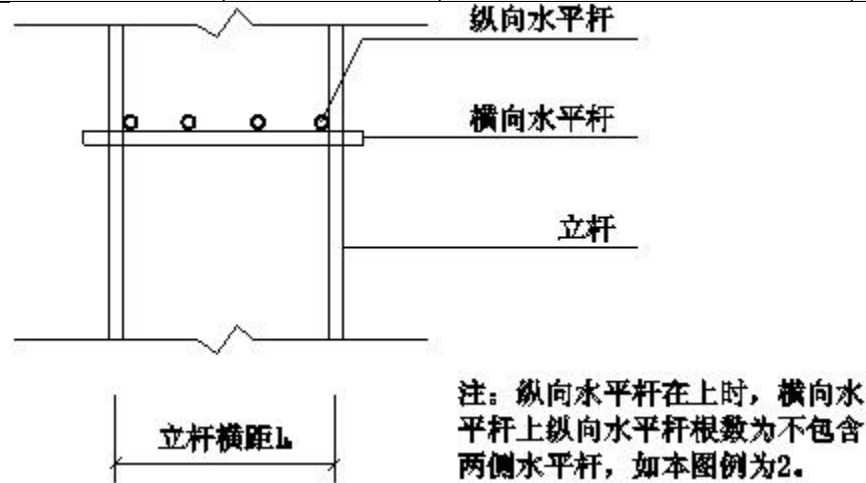 纵向水平杆
横向水平杆
立杆
立杆横距lb
注：纵向水平杆在上时，横向水
平杆上纵向水平杆根数为不包含
两侧水平杆，如本图例为2。